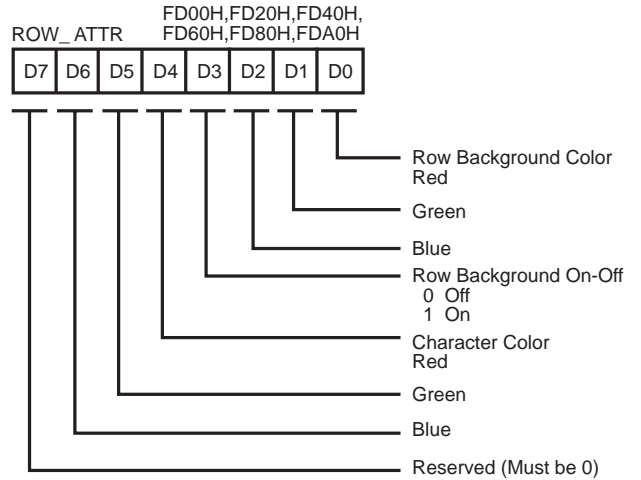 FD00H,FD20H,FD40H,
ROW_ ATTR FD60H,FD80H,FDA0H
D7 D6 D5 D4 D3 D2 D1 D0
Row Background Color
Red
Green
Blue
Row Background On-Off
0 Off
1 On
Character Color
Red
Green
Blue
Reserved (Must be 0)